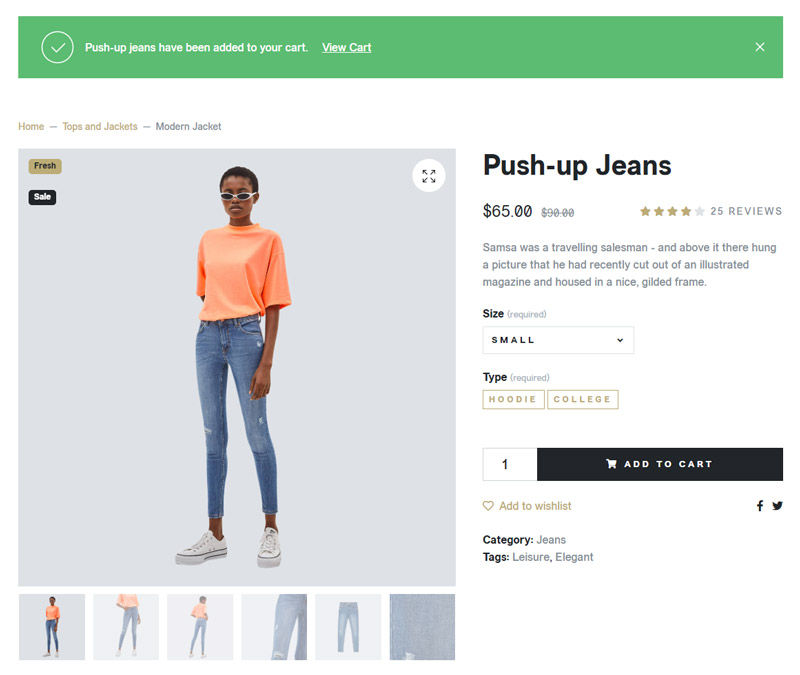 Push-up jeans have been added to your cart. View Cart
Home — Tops and Jackets — Modern Jacket
Fresh
Sale
Push-up Jeans
$65.00 $90.00 25 REVIEWS
Samsa was a travelling salesman - and above it there hung
a picture that he had recently cut out of an illustrated
magazine and housed in a nice, gilded frame.
Size (required)
SMALL
Type (required)
HOODIE COLLEGE
1 ADD TO CART
Add to wishlist
Category: Jeans
Tags: Leisure, Elegant